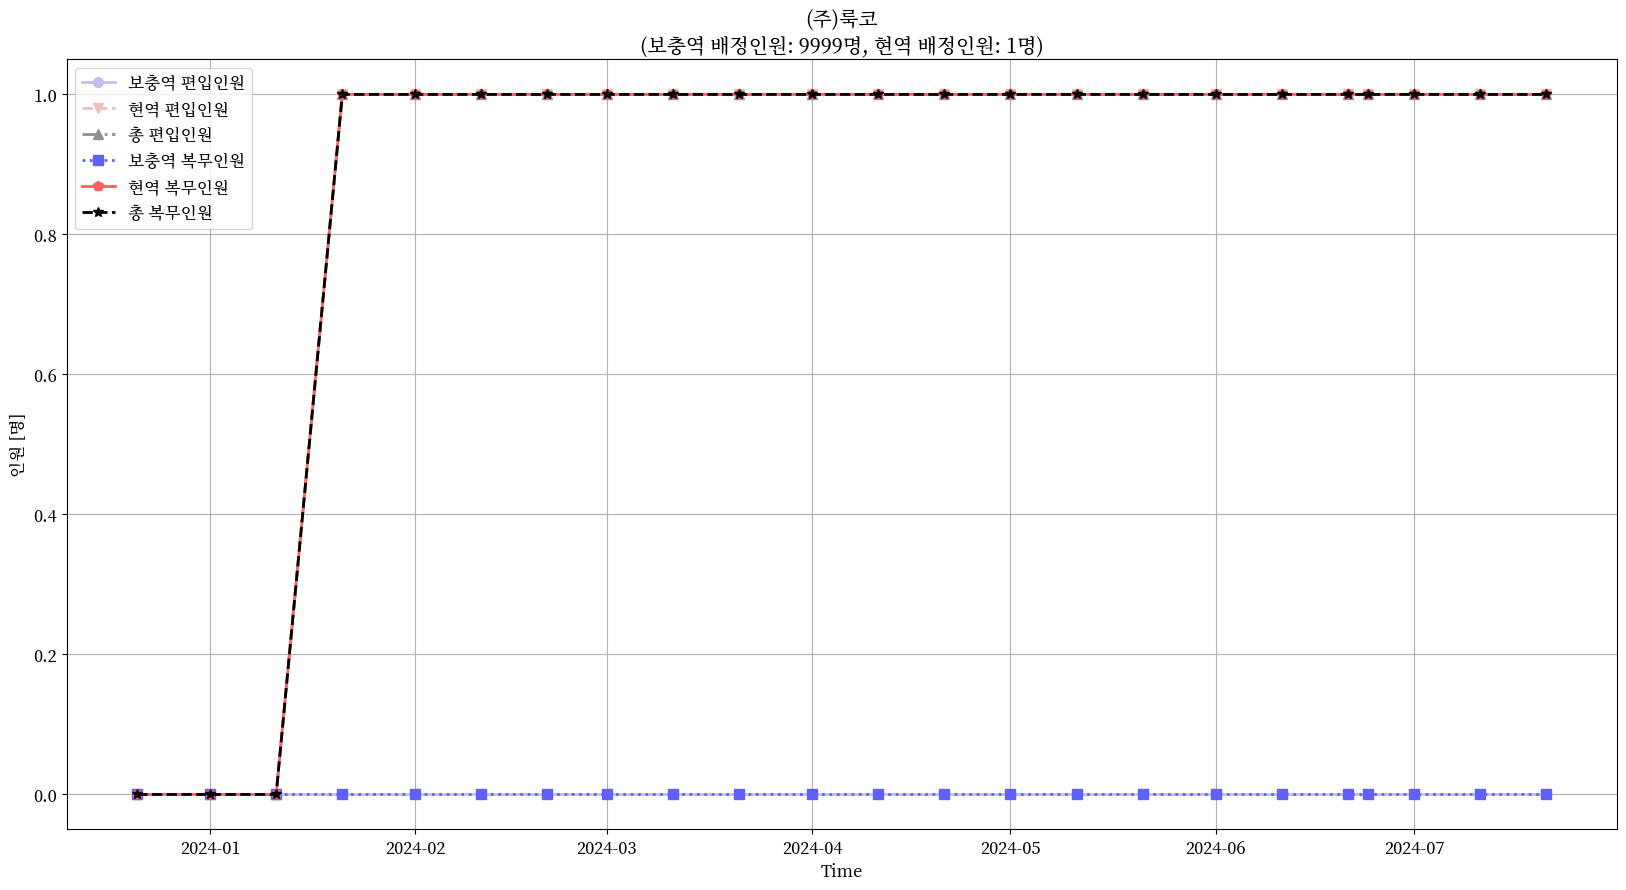 (주)룩코
(보충역 배정인원: 9999명, 현역 배정인원: 1명)
보충역 편입인원
현역 편입인원
총 편입인원
보충역 복무인원
현역 복무인원
총 복무인원
1.0
0.8
0.6
0.4
0.2
0.0
인원 [명]
2024-01 2024-02 2024-03 2024-04 2024-05 2024-06 2024-07
Time